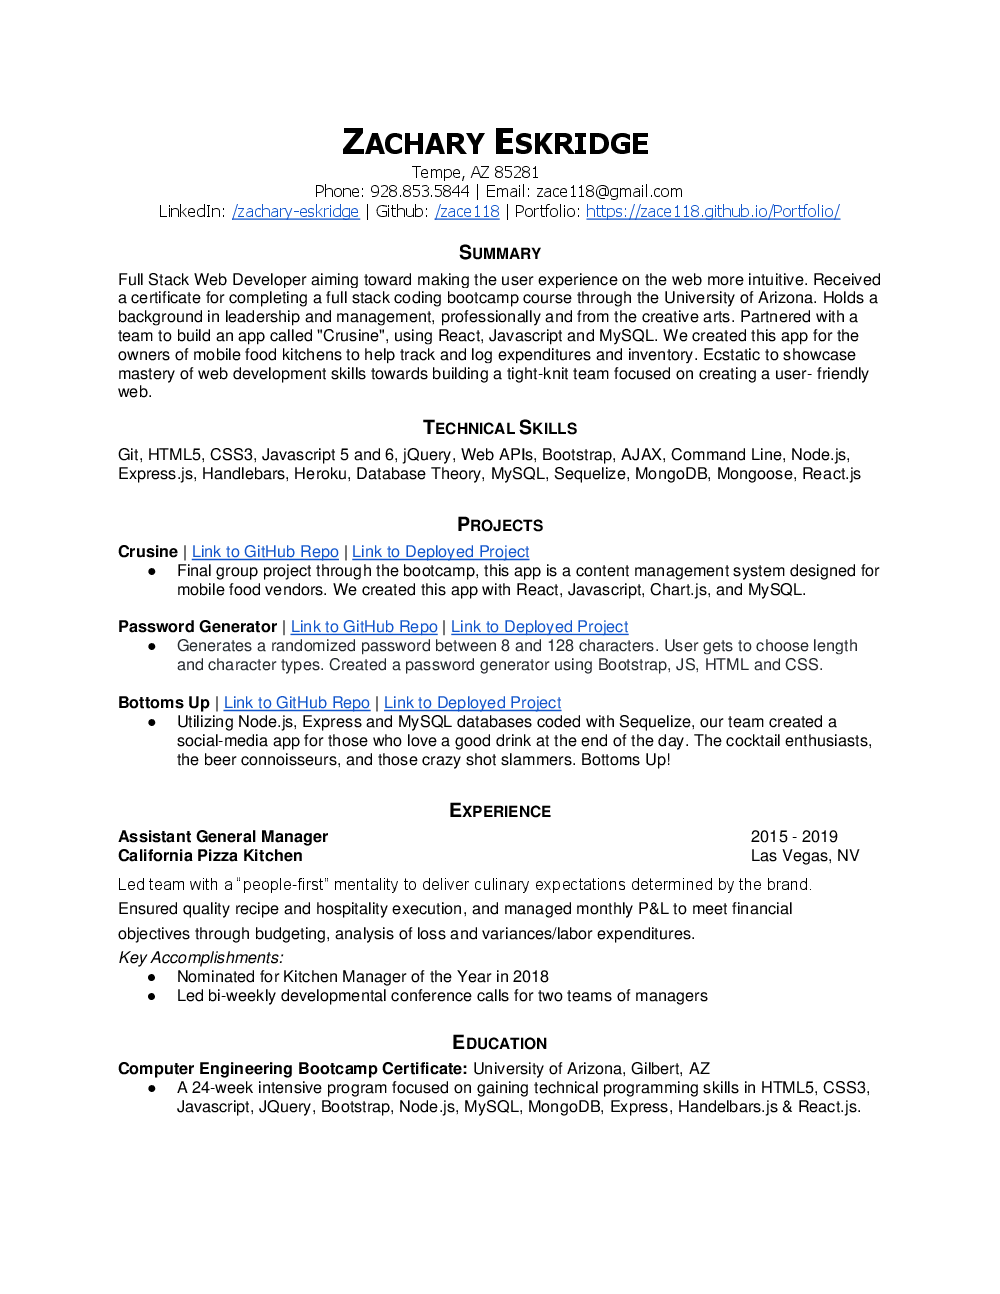 ZACHARY ESKRIDGE
Tempe, AZ 85281
Phone: 928.853.5844 | Email: zace118@gmail.com
LinkedIn: /zachary-eskridge | Github: /zace118 | Portfolio: https://zace118.github.io/Portfolio/
SUMMARY
Full Stack Web Developer aiming toward making the user experience on the web more intuitive. Received
a certificate for completing a full stack coding bootcamp course through the University of Arizona. Holds a
background in leadership and management, professionally and from the creative arts. Partnered with a
team to build an app called "Crusine", using React, Javascript and MySQL. We created this app for the
owners of mobile food kitchens to help track and log expenditures and inventory. Ecstatic to showcase
mastery of web development skills towards building a tight-knit team focused on creating a user- friendly
web.
TECHNICAL SKILLS
Git, HTML5, CSS3, Javascript 5 and 6, jQuery, Web APIs, Bootstrap, AJAX, Command Line, Node.js,
Express.js, Handlebars, Heroku, Database Theory, MySQL, Sequelize, MongoDB, Mongoose, React.js
PROJECTS
Crusine | Link to GitHub Repo | Link to Deployed Project
● Final group project through the bootcamp, this app is a content management system designed for
mobile food vendors. We created this app with React, Javascript, Chart.js, and MySQL.
Password Generator | Link to GitHub Repo | Link to Deployed Project
● Generates a randomized password between 8 and 128 characters. User gets to choose length
and character types. Created a password generator using Bootstrap, JS, HTML and CSS.
Bottoms Up | Link to GitHub Repo | Link to Deployed Project
● Utilizing Node.js, Express and MySQL databases coded with Sequelize, our team created a
social-media app for those who love a good drink at the end of the day. The cocktail enthusiasts,
the beer connoisseurs, and those crazy shot slammers. Bottoms Up!
EXPERIENCE
Assistant General Manager 2015 - 2019
California Pizza Kitchen Las Vegas, NV
Led team with a “people-first” mentality to deliver culinary expectations determined by the brand.
Ensured quality recipe and hospitality execution, and managed monthly P&L to meet financial
objectives through budgeting, analysis of loss and variances/labor expenditures.
Key Accomplishments:
● Nominated for Kitchen Manager of the Year in 2018
● Led bi-weekly developmental conference calls for two teams of managers
EDUCATION
Computer Engineering Bootcamp Certificate: University of Arizona, Gilbert, AZ
● A 24-week intensive program focused on gaining technical programming skills in HTML5, CSS3,
Javascript, JQuery, Bootstrap, Node.js, MySQL, MongoDB, Express, Handelbars.js & React.js.